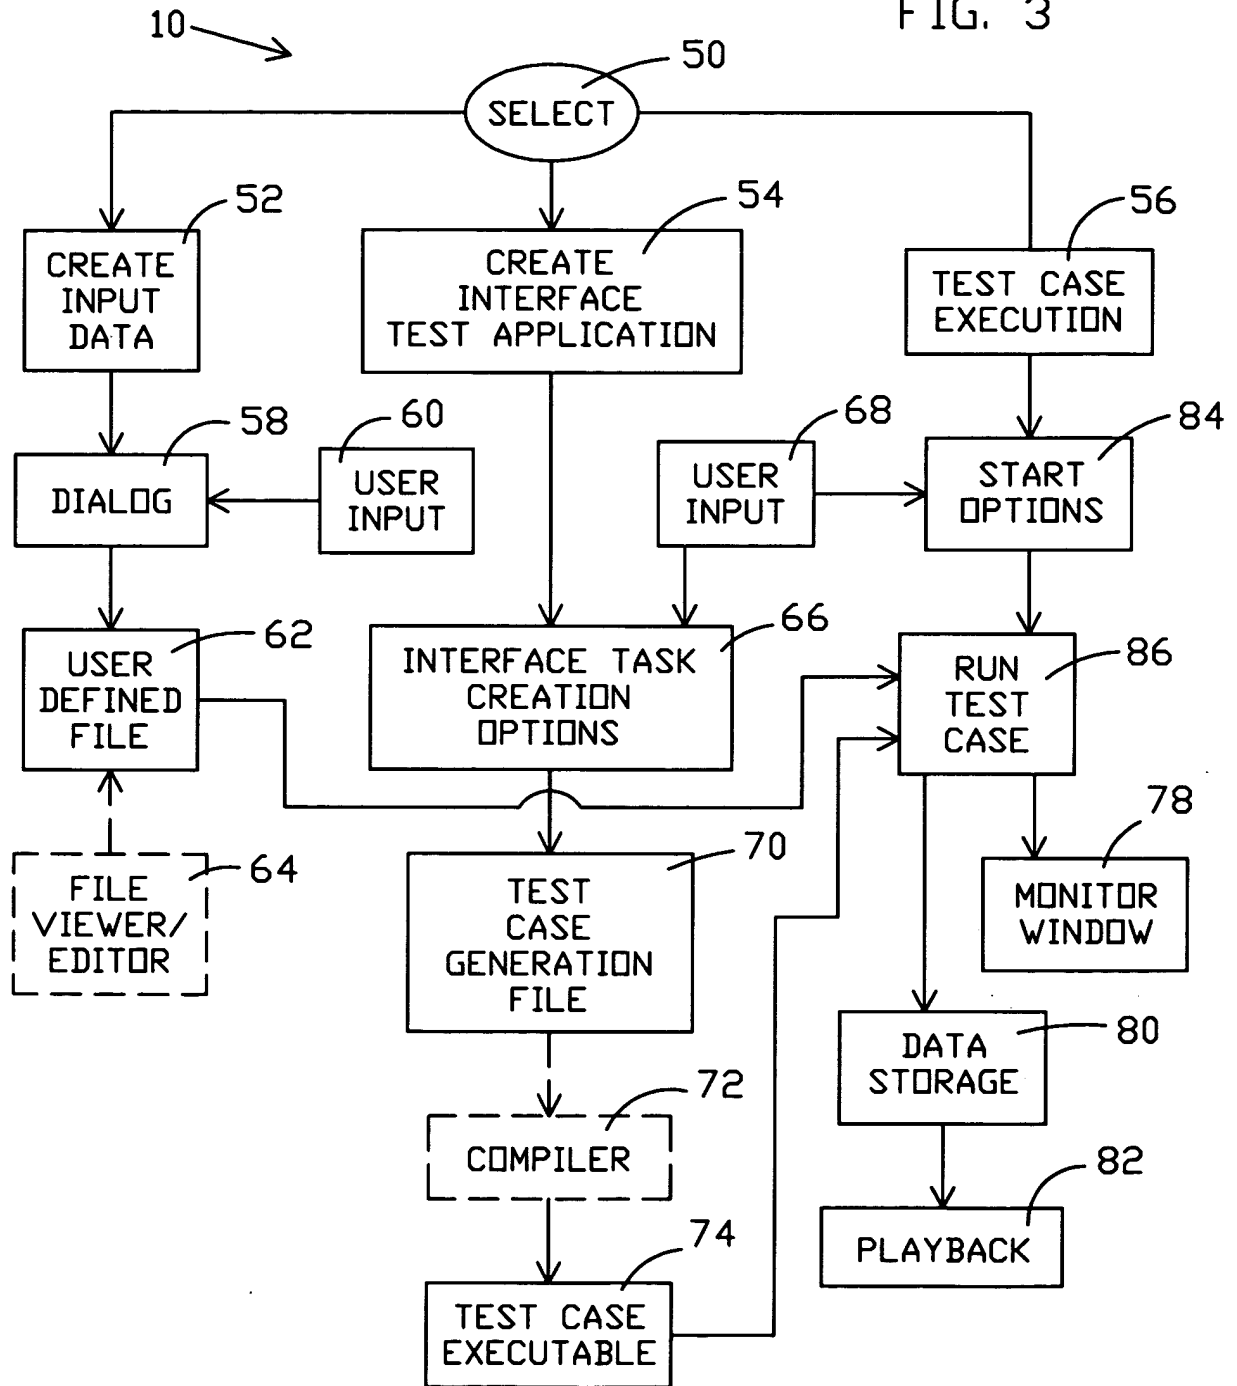 FIG. 3
10
50
SELECT
52
54
56
CREATE
INPUT
DATA
CREATE
INTERFACE
TEST APPLICATION
TEST CASE
EXECUTION
58
60
68
84
DIALOG
USER
INPUT
USER
INPUT
START
OPTIONS
62
66
86
USER
DEFINED
FILE
INTERFACE TASK
CREATION
OPTIONS
RUN
TEST
CASE
64
70
78
FILE
VIEWER/
EDITOR
TEST
CASE
GENERATION
FILE
MONITOR
WINDOW
80
DATA
STORAGE
72
COMPILER
82
PLAYBACK
74
TEST CASE
EXECUTABLE